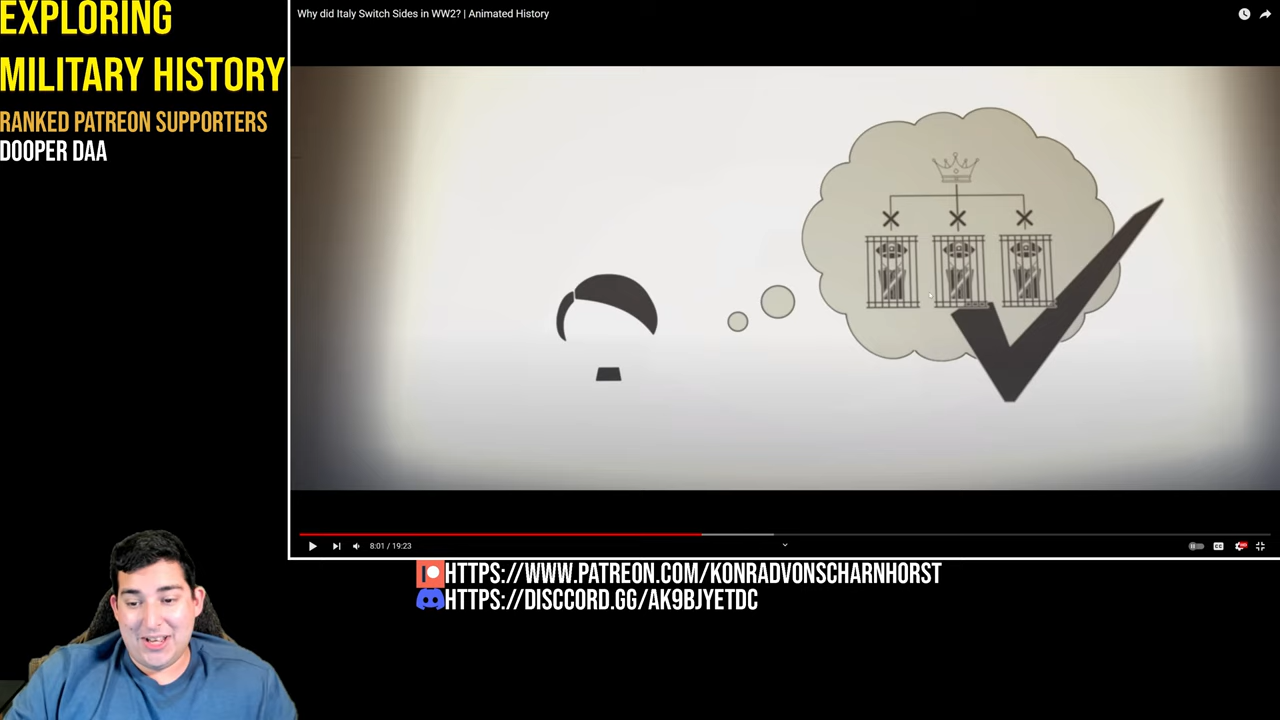 EXPLORING
MILITARY HISTORY
RANKED PATREON SUPPORTERS
DOOPER DAA
Why did Italy Switch Sides in WW2? | Animated History
8:01 / 19:23
CC
HTTPS://WWW.PATREON.COM/KONRADVONSCHARNHORST
HTTPS://DISCCORD.GG/AK9BJYETDC